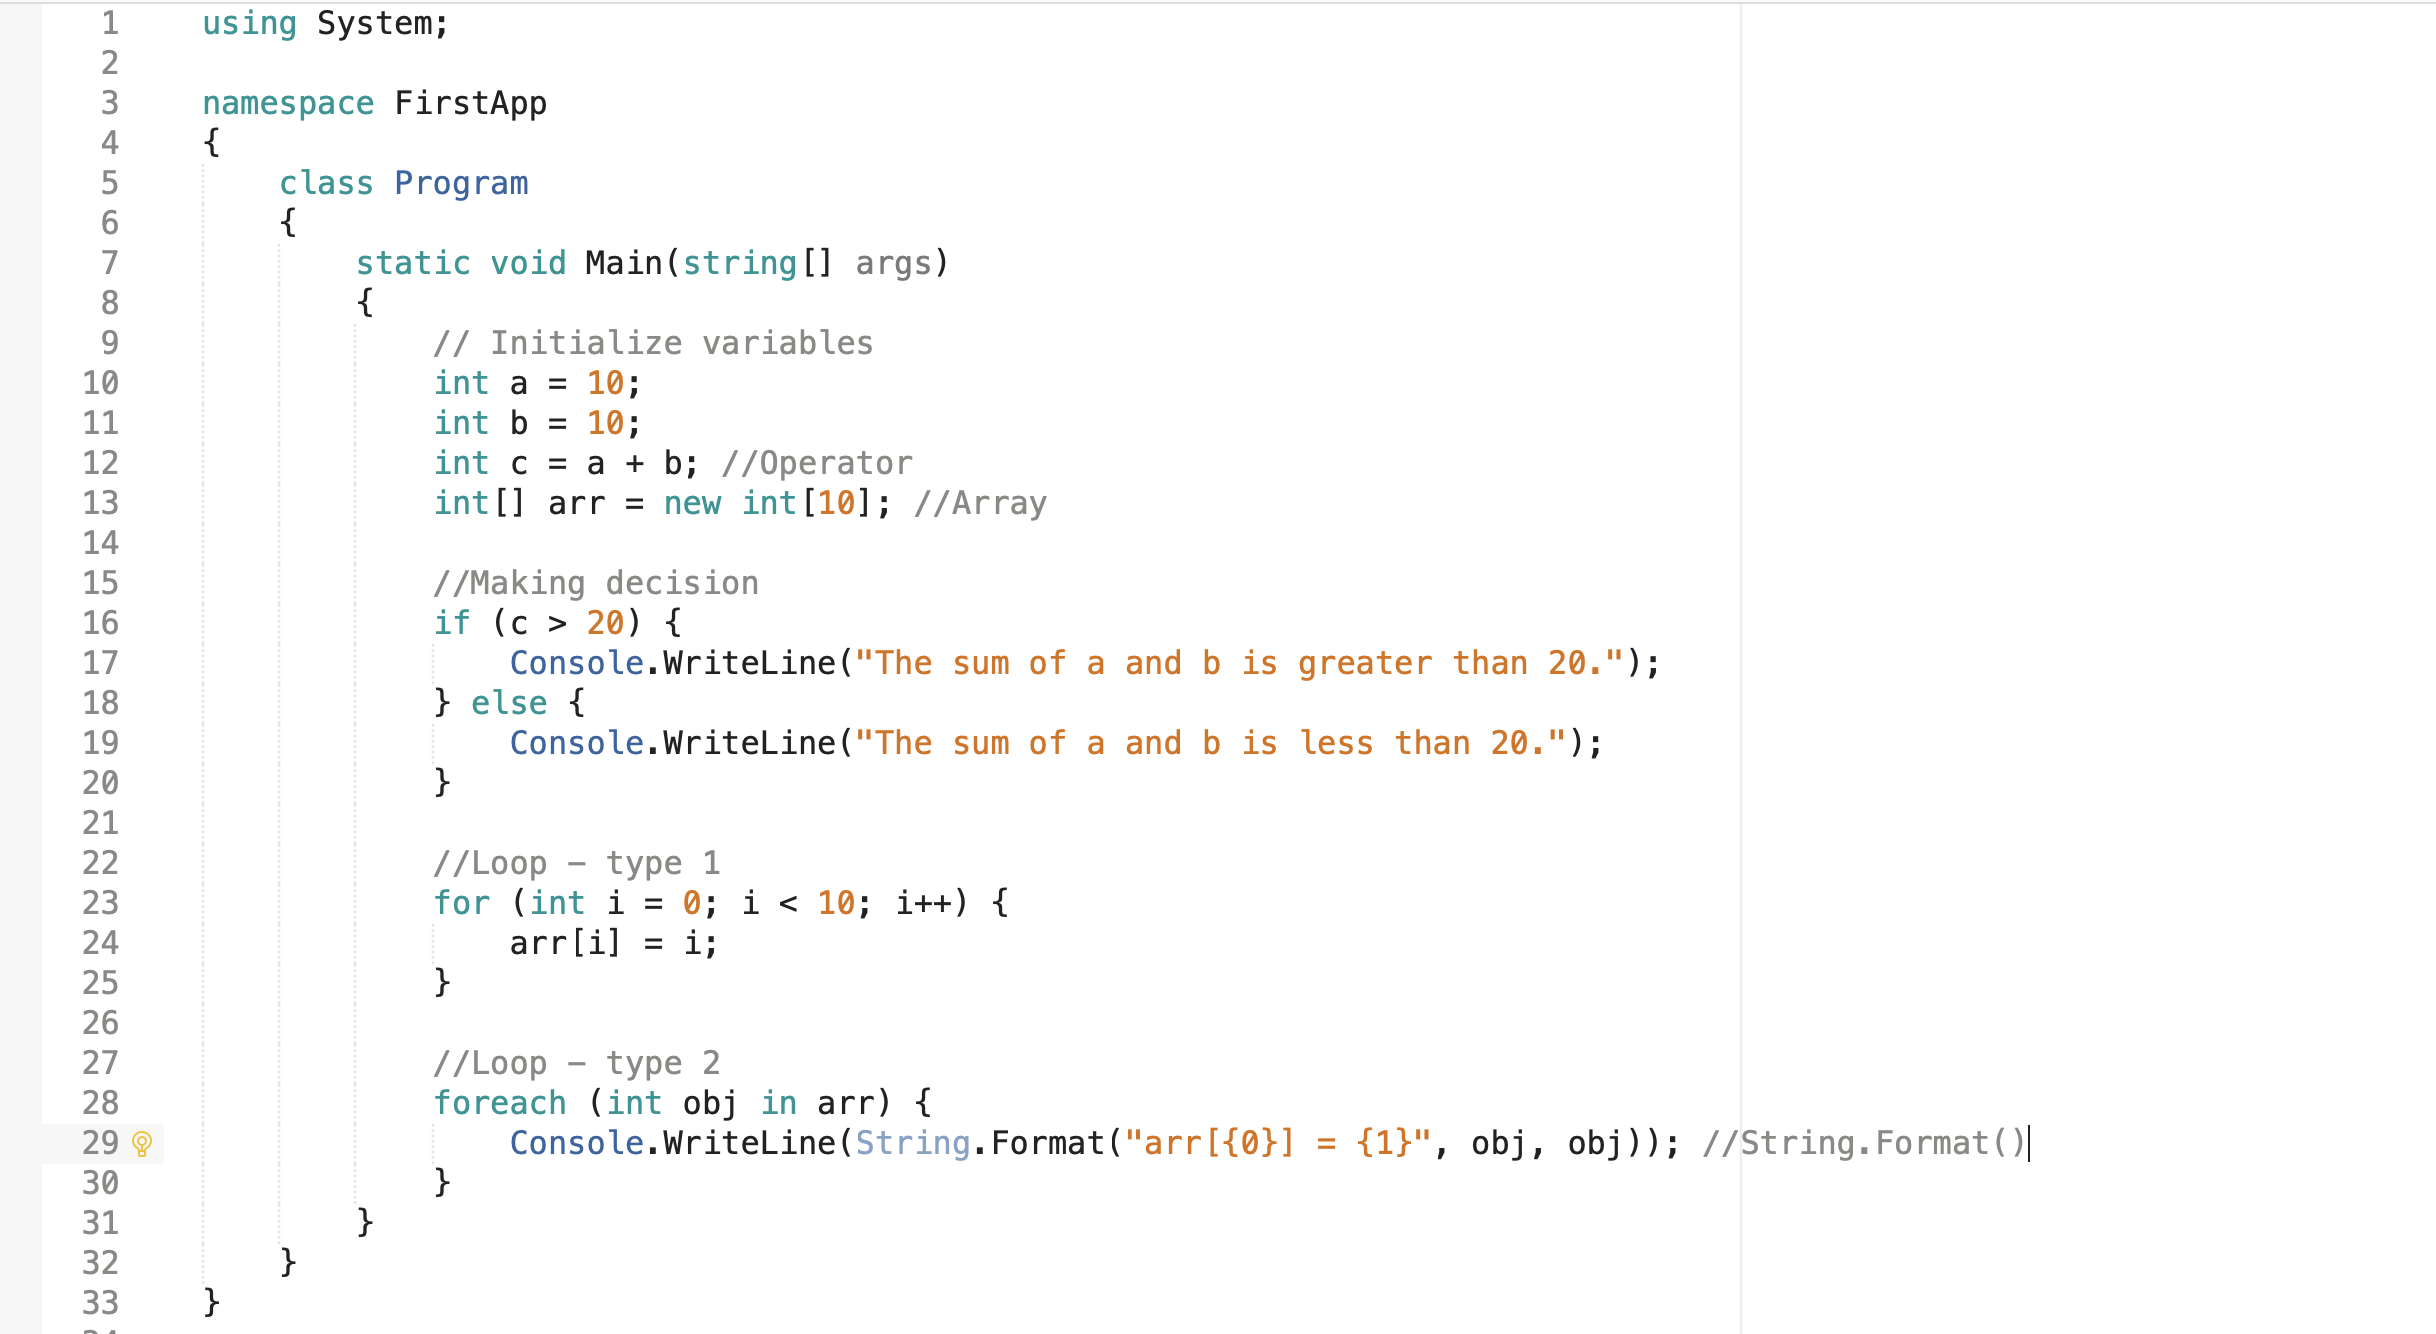 1 using System;
2
3 namespace FirstApp
4 {
5     class Program
6     {
7         static void Main(string[] args)
8         {
9             // Initialize variables
10             int a = 10;
11             int b = 10;
12             int c = a + b; //Operator
13             int[] arr = new int[10]; //Array
14
15             //Making decision
16             if (c > 20) {
17                 Console.WriteLine("The sum of a and b is greater than 20.");
18             } else {
19                 Console.WriteLine("The sum of a and b is less than 20.");
20             }
21
22             //Loop – type 1
23             for (int i = 0; i < 10; i++) {
24                 arr[i] = i;
25             }
26
27             //Loop – type 2
28             foreach (int obj in arr) {
29                 Console.WriteLine(String.Format("arr[{0}] = {1}", obj, obj)); //String.Format()
30             }
31         }
32     }
33 }